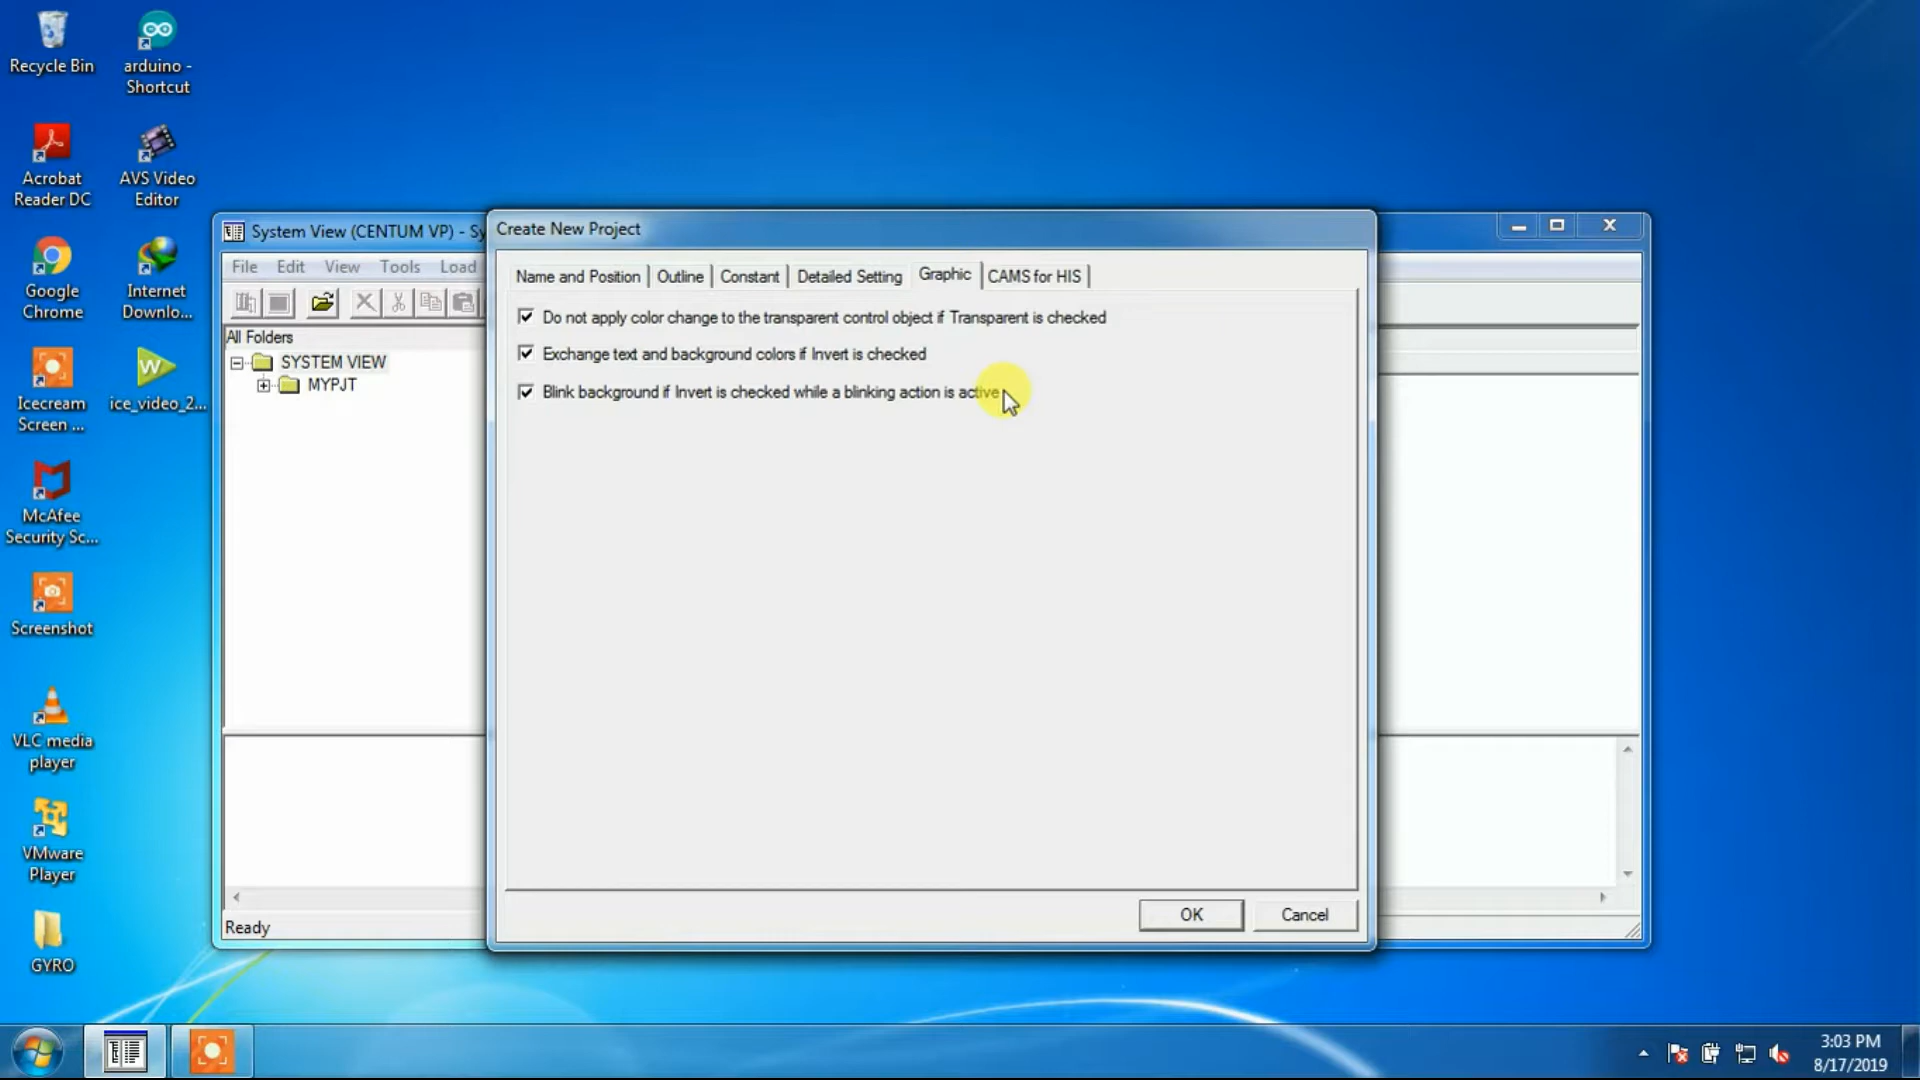 Recycle Bin
arduino -
Shortcut
Acrobat
Reader DC
AVS Video
Editor
Google
Chrome
Internet
Downlo...
Icecream
Screen ...
ice_video_2...
McAfee
Security Sc...
Screenshot
VLC media
player
VMware
Player
GYRO
System View (CENTUM VP) - Sy
File Edit View Tools Load
All Folders
SYSTEM VIEW
MYPJT
Ready
Create New Project
Name and Position Outline Constant Detailed Setting Graphic CAMS for HIS
Do not apply color change to the transparent control object if Transparent is checked
Exchange text and background colors if Invert is checked
Blink background if Invert is checked while a blinking action is active
OK Cancel
3:03 PM
8/17/2019